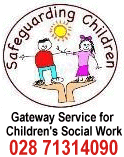 Safeguarding Children
Gateway Service for
Children's Social Work
028 71314090